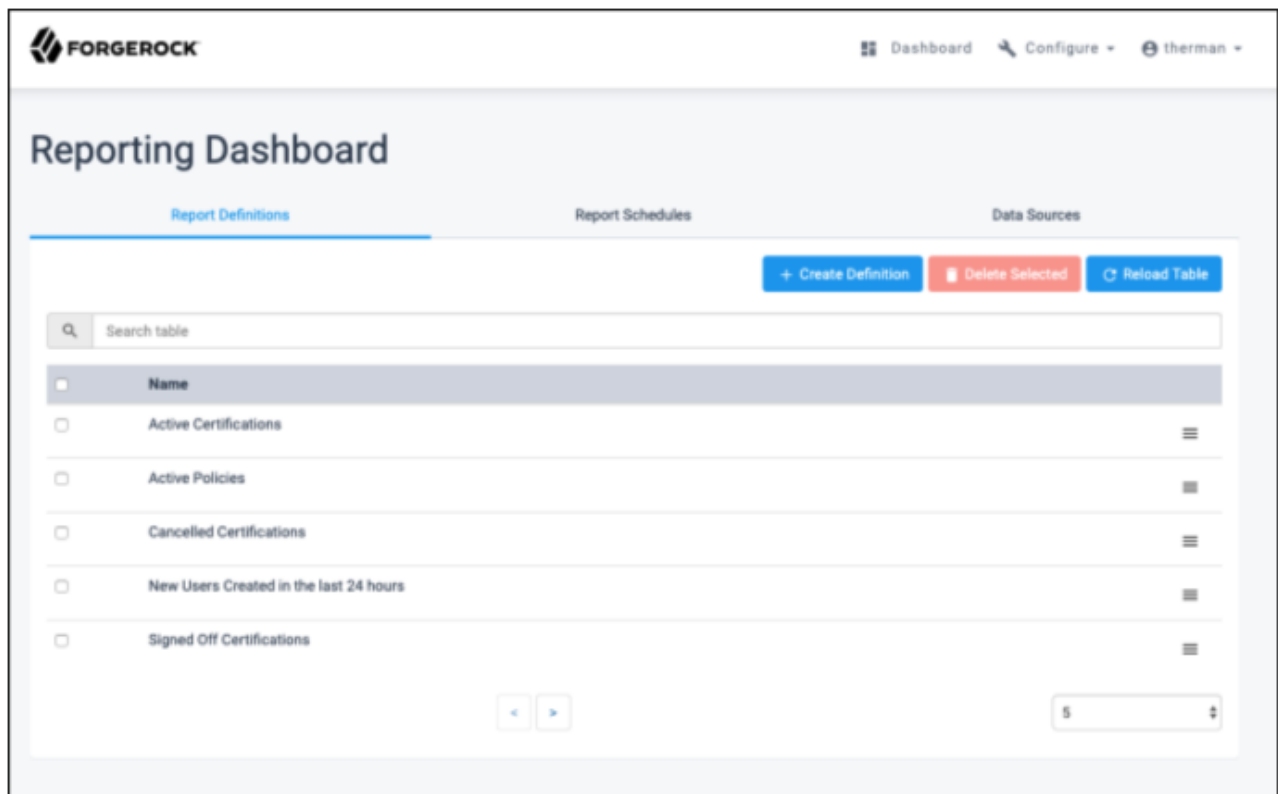 FORGEROCK
Dashboard Configure therman
Reporting Dashboard
Report Definitions Report Schedules Data Sources
+ Create Definition Delete Selected Reload Table
Search table
Name
Active Certifications
Active Policies
Cancelled Certifications
New Users Created in the last 24 hours
Signed Off Certifications
< > 5